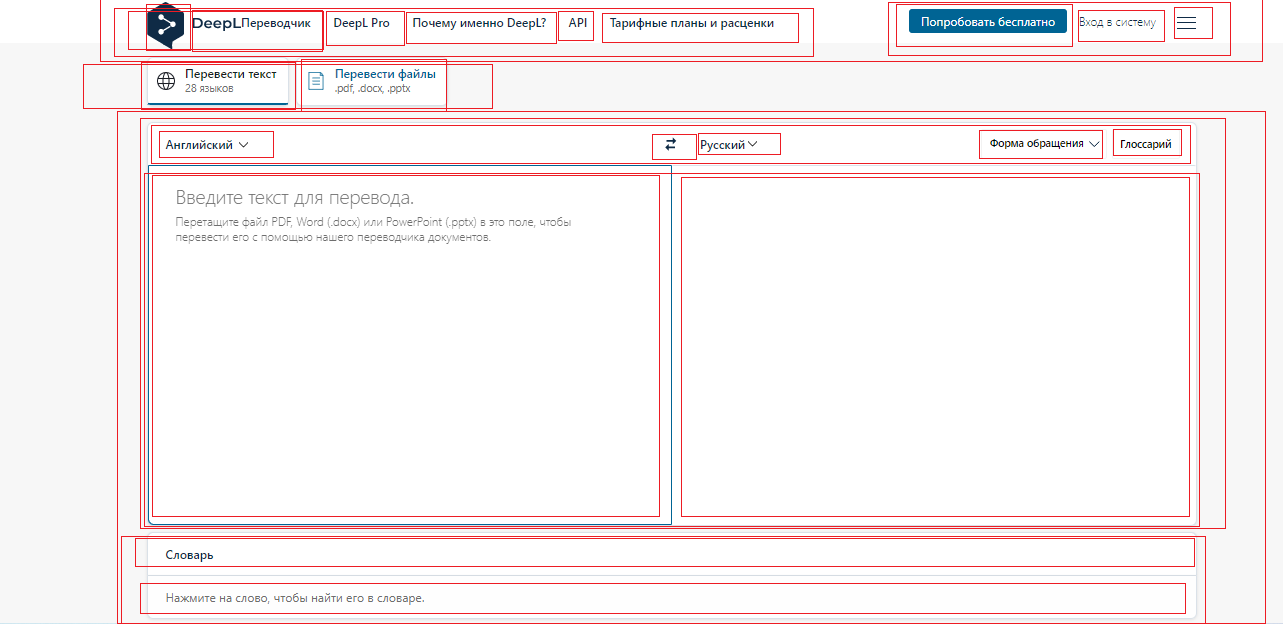 DeepL Переводчик DeepL Pro Почему именно DeepL? API Тарифные планы и расценки Попробовать бесплатно Вход в систему
Перевести текст
28 языков
Перевести файлы
.pdf, .docx, .pptx
Английский Русский Форма обращения Глоссарий
Введите текст для перевода.
Перетащите файл PDF, Word (.docx) или PowerPoint (.pptx) в это поле, чтобы
перевести его с помощью нашего переводчика документов.
Словарь
Нажмите на слово, чтобы найти его в словаре.